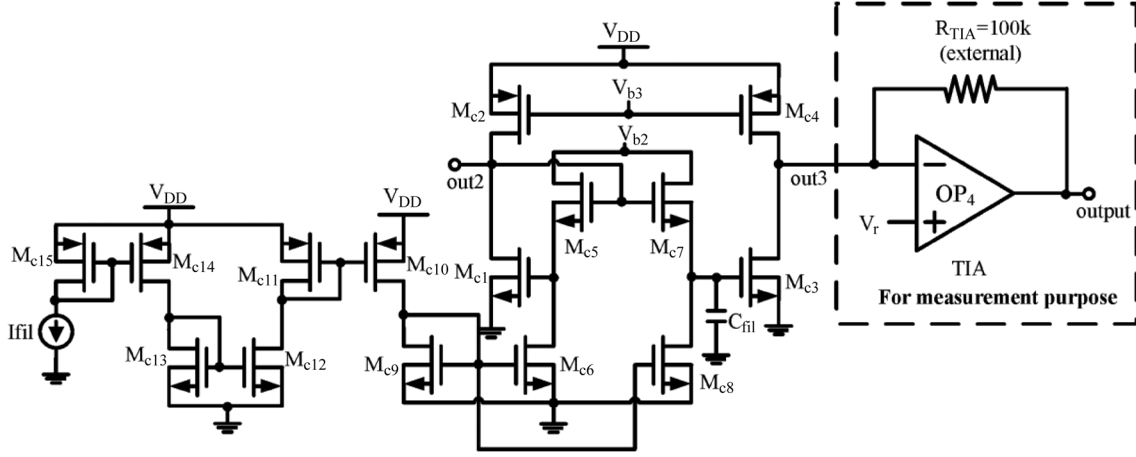 V_DD
R_TIA=100k
(external)
V_b3
M_c2
M_c4
V_b2
out2
out3
OP_4
output
V_r
V_DD
V_DD
M_c5
M_c7
TIA
M_c15
M_c14
M_c11
M_c10
M_c1
M_c3
For measurement purpose
C_fil
Ifil
M_c13
M_c12
M_c9
M_c6
M_c8